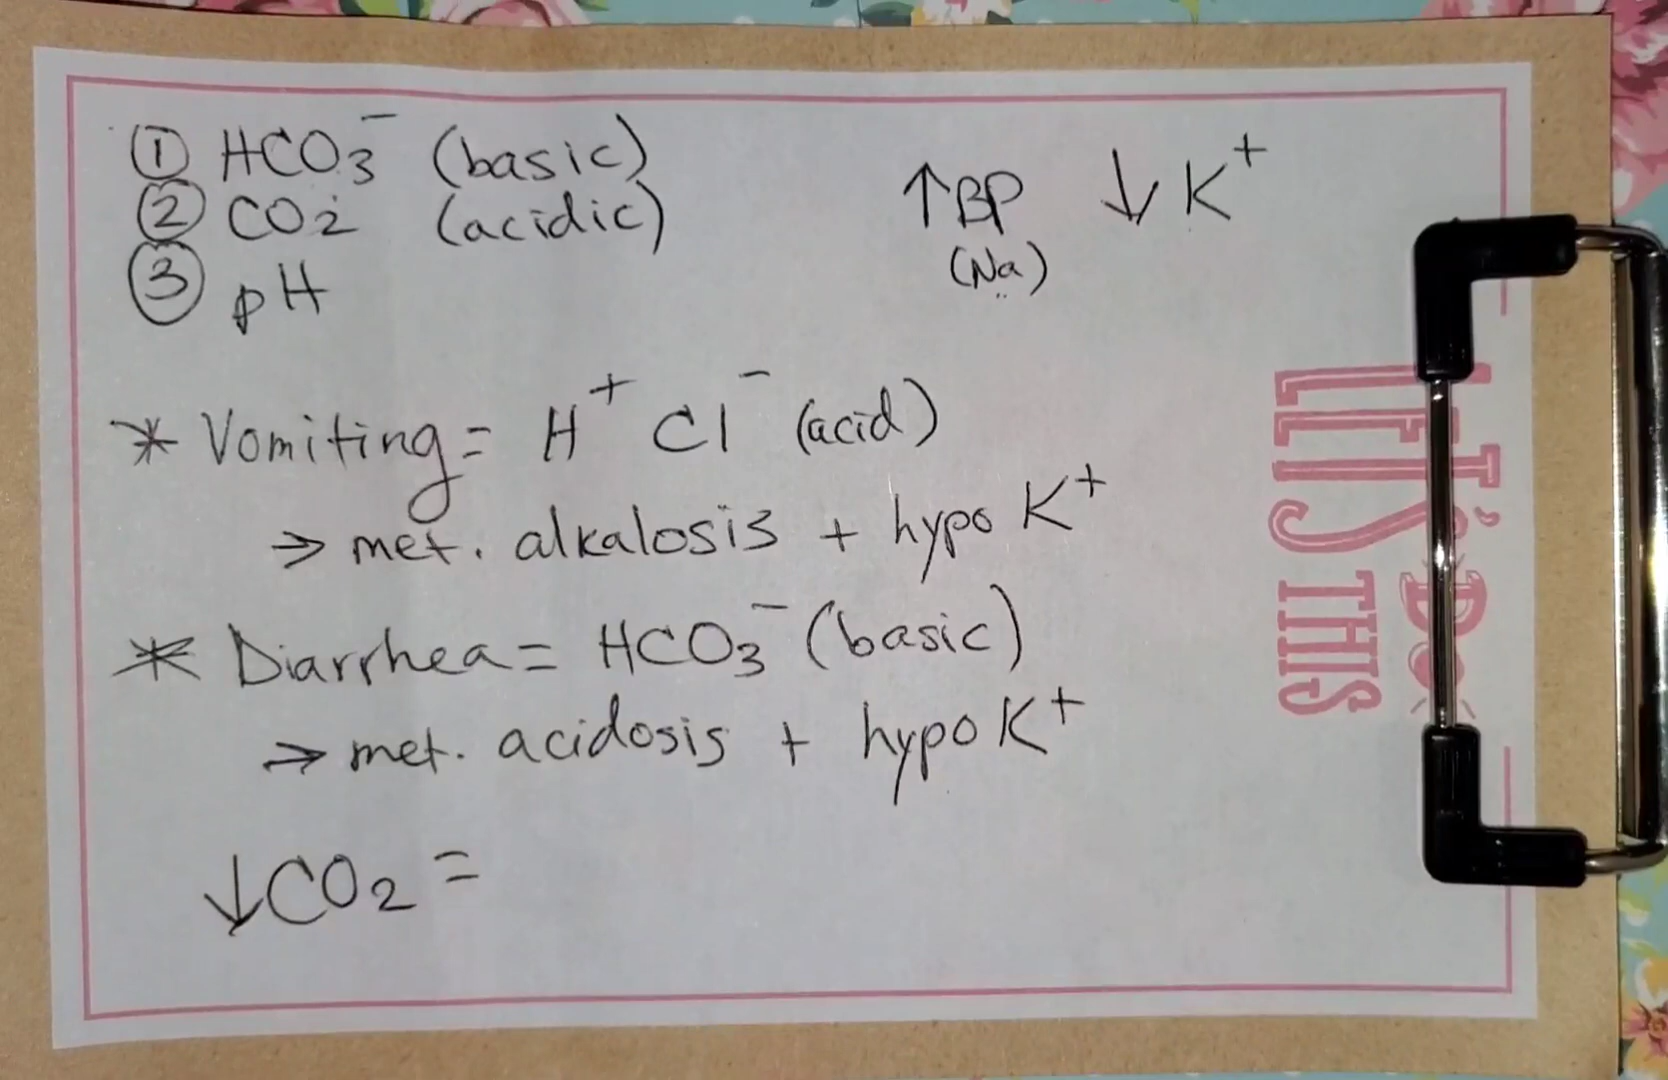 ① HCO3⁻ (basic)
② CO2 (acidic)
③ pH
↑BP ↓K⁺
(Na)
* Vomiting = H⁺ Cl⁻ (acid)
⇒ met. alkalosis + hypo K⁺
* Diarrhea = HCO3⁻ (basic)
⇒ met. acidosis + hypo K⁺
↓CO2 =
LET'S DO
THIS